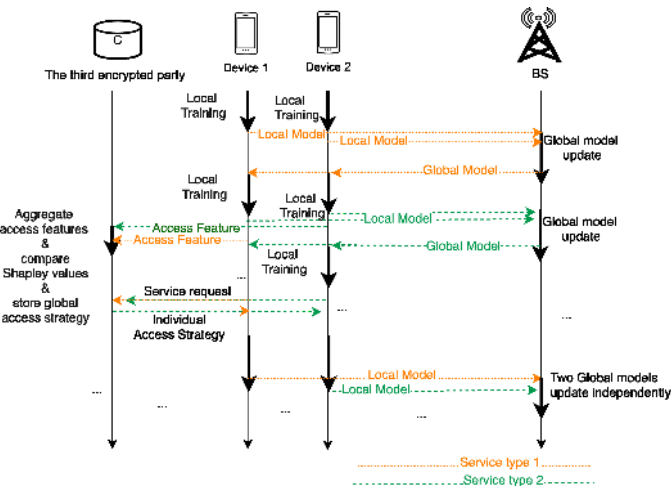 C
The third encrypted party
Device 1
Device 2
BS
Local
Training
Local
Training
Local Model
Local Model
Global model
update
Global Model
Local
Training
Local
Training
Local Model
Access Feature
Access Feature
Global Model
Global model
update
Aggregate
access features
&
compare
Shapley values
&
store global
access strategy
Local
Training
...
Service request
...
Individual
Access Strategy
...
Local Model
Local Model
Two Global models
update independently
...
...
...
...
Service type 1
Service type 2